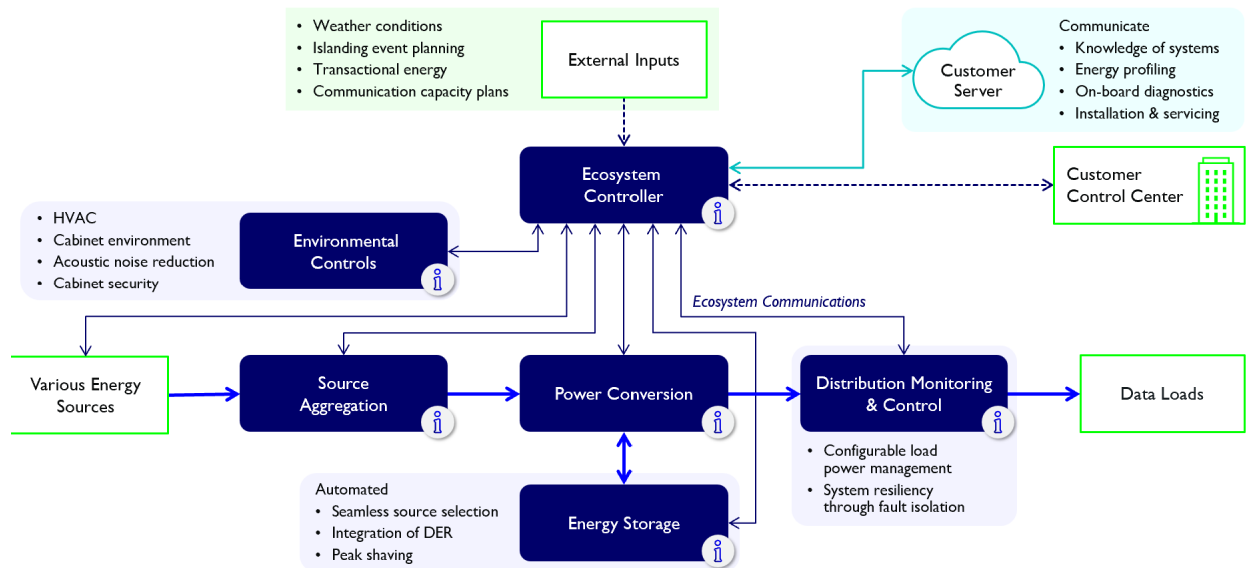 • Weather conditions
• Islanding event planning
• Transactional energy
• Communication capacity plans
External Inputs
Customer
Server
Communicate
• Knowledge of systems
• Energy profiling
• On-board diagnostics
• Installation & servicing
Ecosystem
Controller
i
Customer
Control Center
• HVAC
• Cabinet environment
• Acoustic noise reduction
• Cabinet security
Environmental
Controls
i
Ecosystem Communications
Various Energy
Sources
Source
Aggregation
i
Power Conversion
i
Distribution Monitoring
& Control
i
Data Loads
• Configurable load
power management
• System resiliency
through fault isolation
Automated
• Seamless source selection
• Integration of DER
• Peak shaving
Energy Storage
i